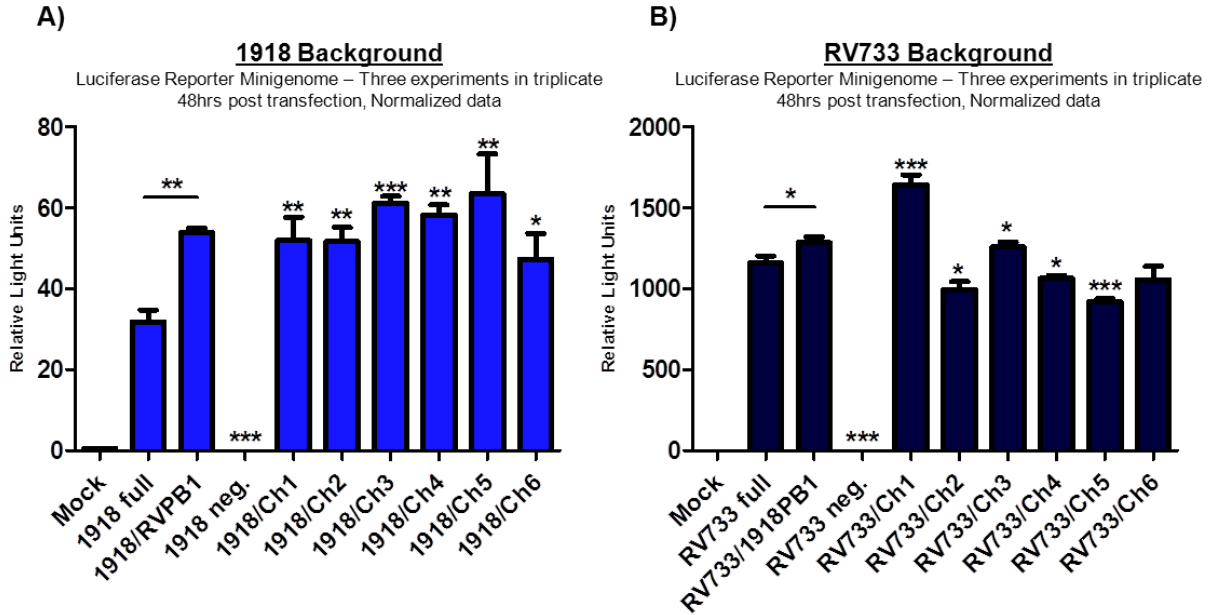 A)
1918 Background
Luciferase Reporter Minigenome – Three experiments in triplicate
48hrs post transfection, Normalized data
Relative Light Units
80
60
40
20
0
**
***
**
**
***
**
**
*
Mock
1918 full
1918/RVPB1
1918 neg.
1918/Ch1
1918/Ch2
1918/Ch3
1918/Ch4
1918/Ch5
1918/Ch6
B)
RV733 Background
Luciferase Reporter Minigenome – Three experiments in triplicate
48hrs post transfection, Normalized data
Relative Light Units
2000
1500
1000
500
0
*
***
***
*
*
*
***
Mock
RV733 full
RV733/1918PB1
RV733 neg.
RV733/Ch1
RV733/Ch2
RV733/Ch3
RV733/Ch4
RV733/Ch5
RV733/Ch6